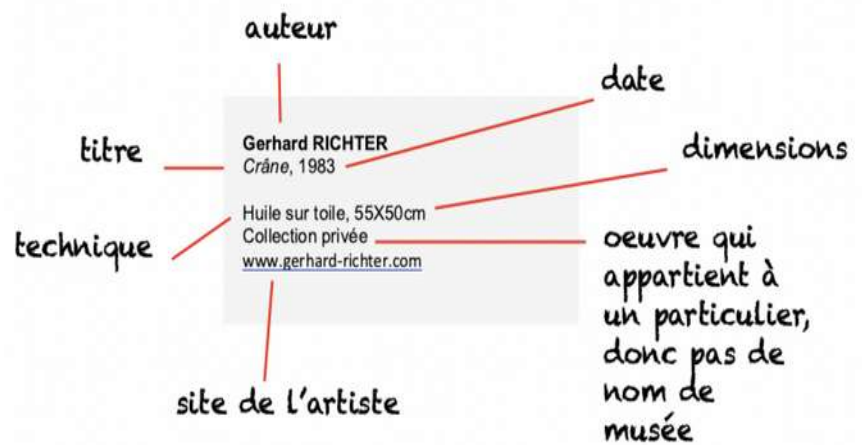 auteur
date
titre
Gerhard RICHTER
Crâne, 1983
dimensions
Huile sur toile, 55X50cm
technique
Collection privée
www.gerhard-richter.com
oeuvre qui
appartient à
un particulier,
donc pas de
nom de
musée
site de l'artiste